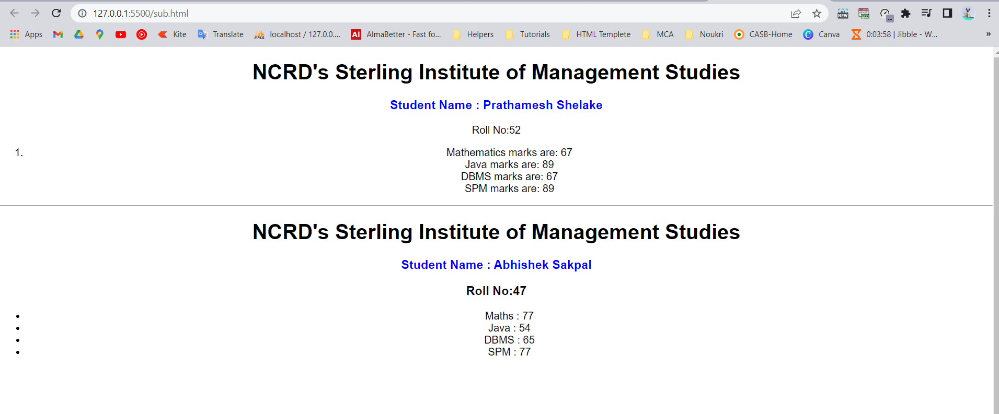 127.0.0.1:5500/sub.html
NEW
Apps Kite Translate PMA localhost / 127.0.0.... AI AlmaBetter - Fast fo... Helpers Tutorials HTML Templete MCA Noukri CASB-Home Canva 0:03:58 | Jibble - W... »
NCRD's Sterling Institute of Management Studies
Student Name : Prathamesh Shelake
Roll No:52
1. Mathematics marks are: 67
Java marks are: 89
DBMS marks are: 67
SPM marks are: 89
NCRD's Sterling Institute of Management Studies
Student Name : Abhishek Sakpal
Roll No:47
• Maths : 77
• Java : 54
• DBMS : 65
• SPM : 77